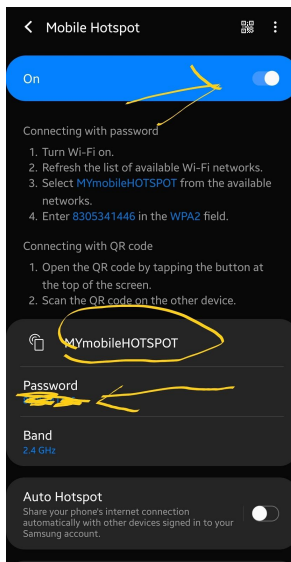 Mobile Hotspot
On
Connecting with password
1. Turn Wi-Fi on.
2. Refresh the list of available Wi-Fi networks.
3. Select MYmobileHOTSPOT from the available
networks.
4. Enter 8305341446 in the WPA2 field.
Connecting with QR code
1. Open the QR code by tapping the button at
the top of the screen.
2. Scan the QR code on the other device.
MYmobileHOTSPOT
Password
Band
2.4 GHz
Auto Hotspot
Share your phone's internet connection
automatically with other devices signed in to your
Samsung account.